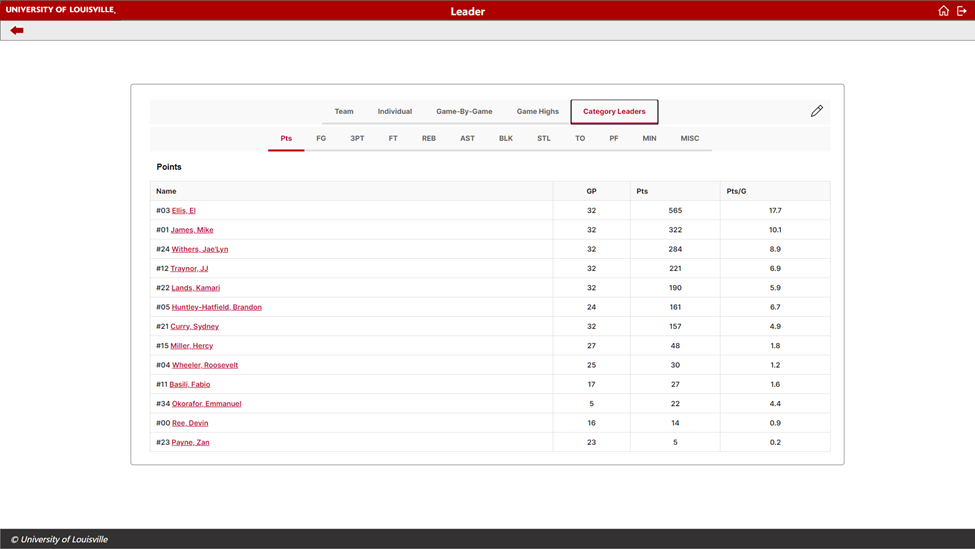 UNIVERSITY OF LOUISVILLE.
Leader
Team Individual Game-By-Game Game Highs Category Leaders
Pts FG 3PT FT REB AST BLK STL TO PF MIN MISC
Points
Name GP Pts Pts/G
#03 Ellis, El 32 565 17.7
#01 James, Mike 32 322 10.1
#24 Withers, Jae'Lyn 32 284 8.9
#12 Traynor, JJ 32 221 6.9
#22 Lands, Kamari 32 190 5.9
#05 Huntley-Hatfield, Brandon 24 161 6.7
#21 Curry, Sydney 32 157 4.9
#15 Miller, Hercy 27 48 1.8
#04 Wheeler, Roosevelt 25 30 1.2
#11 Basili, Fabio 17 27 1.6
#34 Okorafor, Emmanuel 5 22 4.4
#00 Ree, Devin 16 14 0.9
#23 Payne, Zan 23 5 0.2
© University of Louisville